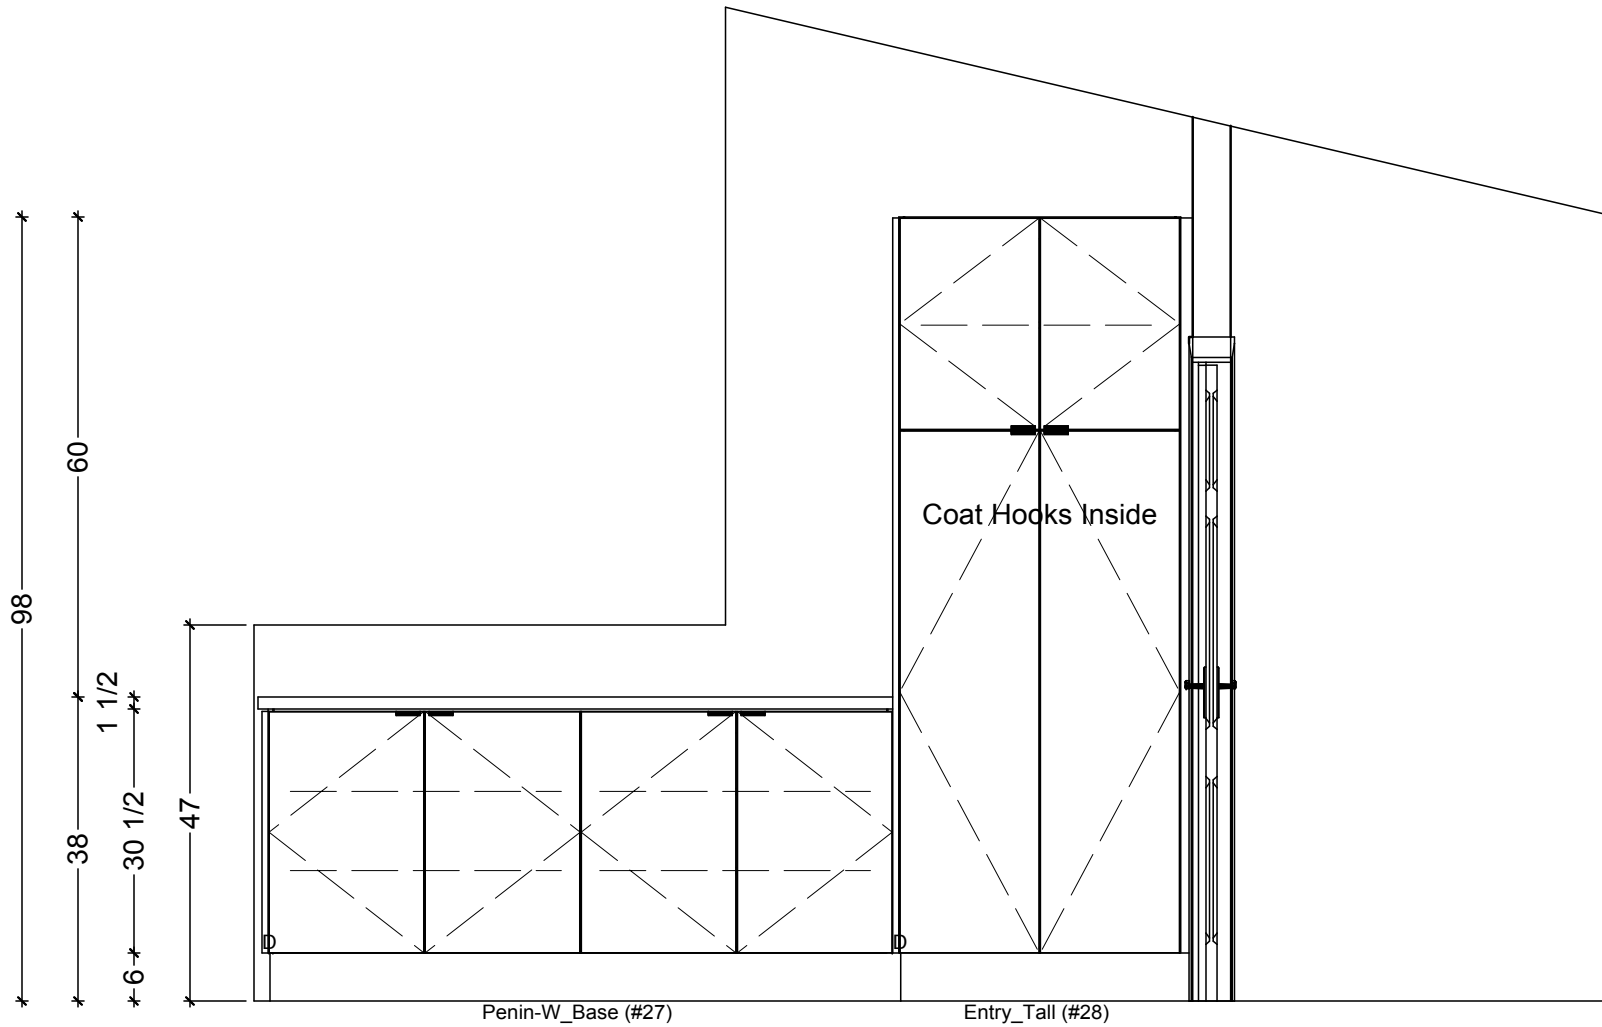 98
60
38
1 1/2
30 1/2
6
47
Coat Hooks Inside
D
D
Penin-W_Base (#27)
Entry_Tall (#28)